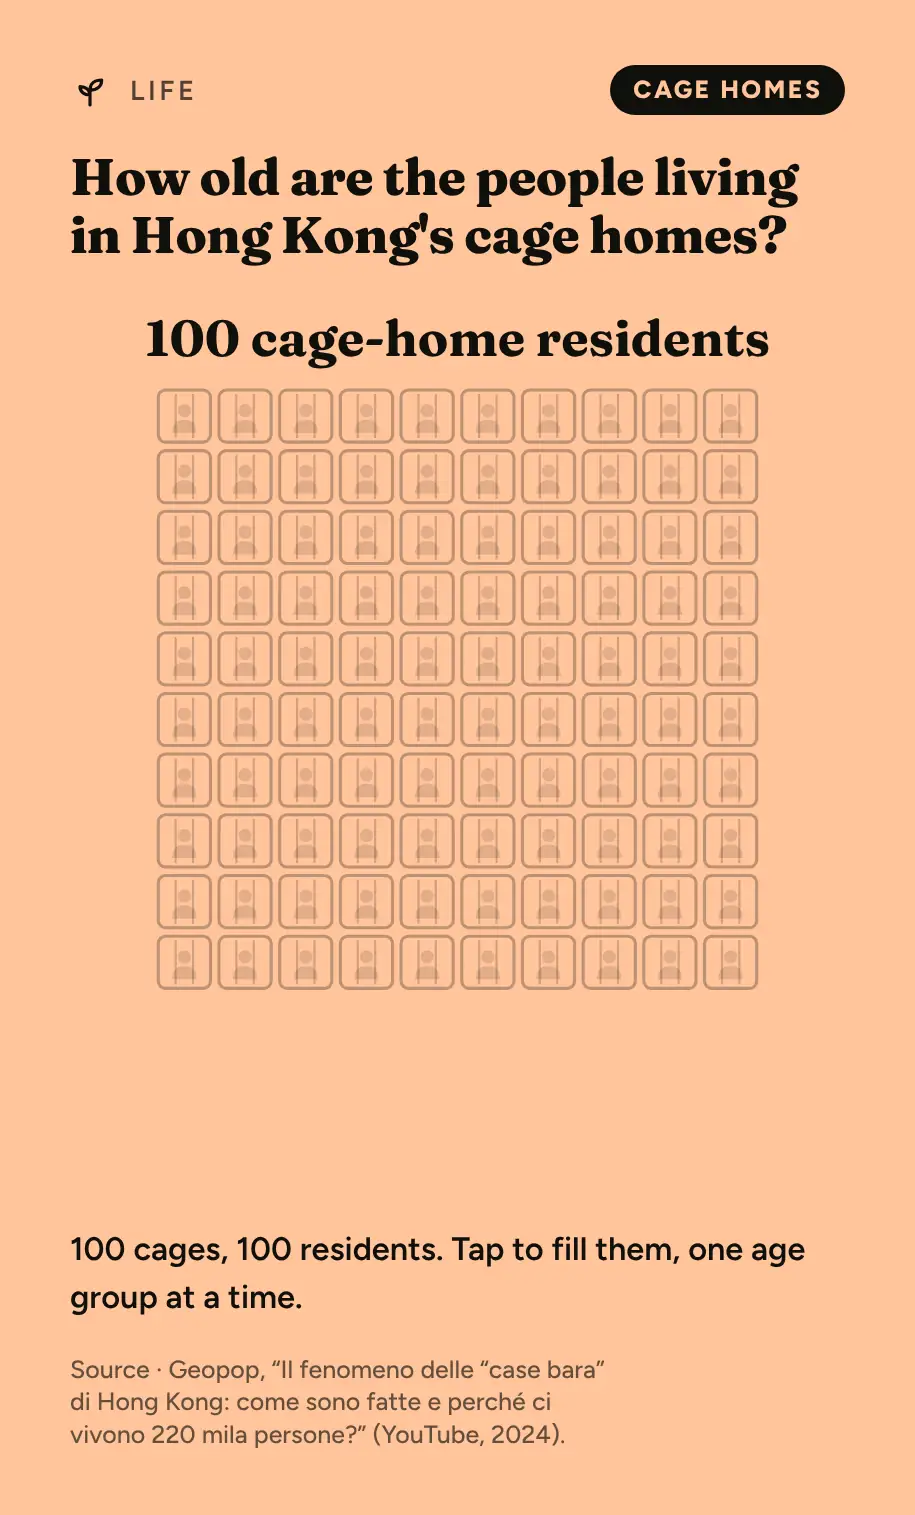 LIFE
CAGE HOMES
How old are the people living
in Hong Kong's cage homes?
100 cage-home residents
100 cages, 100 residents. Tap to fill them, one age
group at a time.
Source · Geopop, “Il fenomeno delle “case bara”
di Hong Kong: come sono fatte e perché ci
vivono 220 mila persone?” (YouTube, 2024).